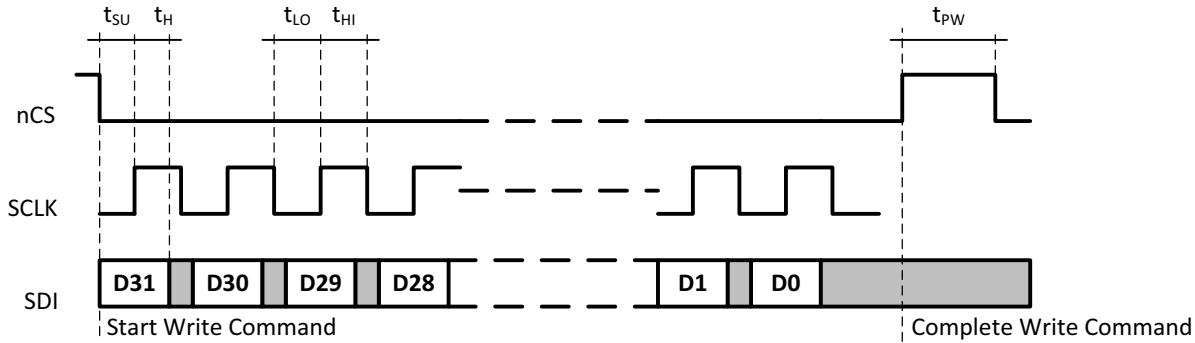 tSU tH tLO tHI tPW
nCS
SCLK
SDI D31 D30 D29 D28 D1 D0
Start Write Command Complete Write Command